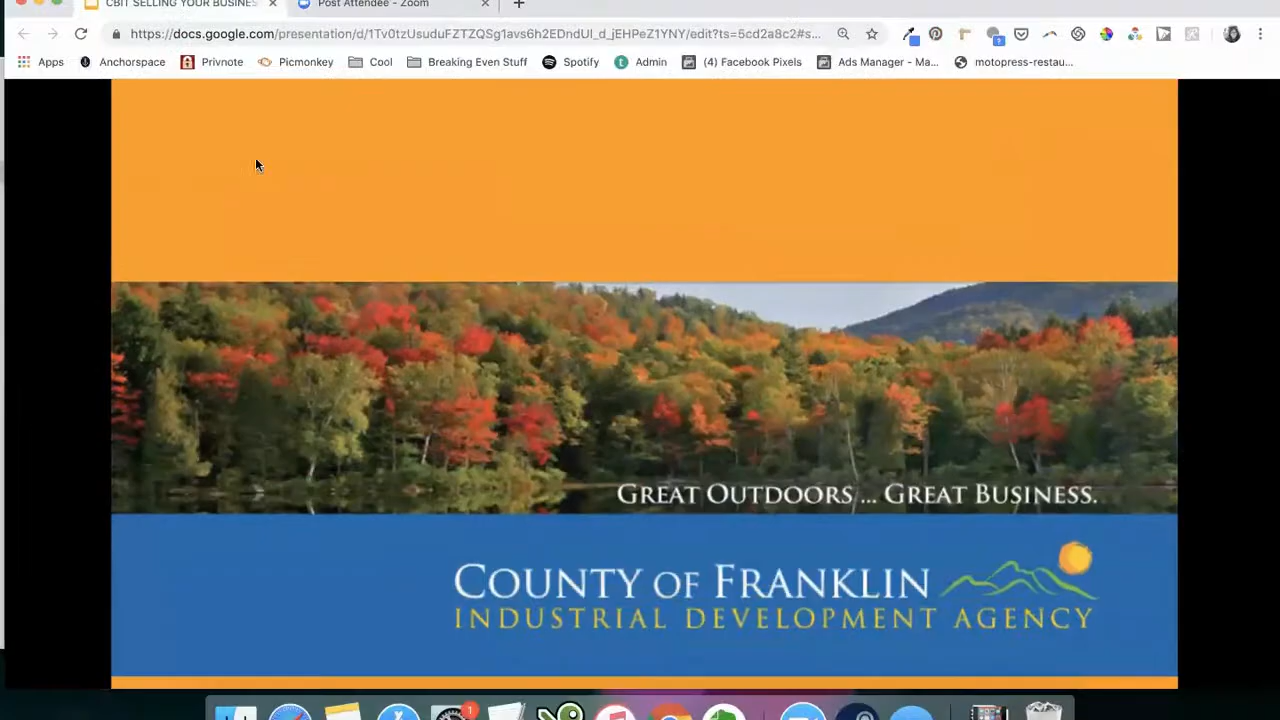 CBIT SELLING YOUR BUSINES
Post Attendee - Zoom
https://docs.google.com/presentation/d/1Tv0tzUsuduFZTZQSg1avs6h2EDndUl_d_jEHPeZ1YNY/edit?ts=5cd2a8c2#s...
Apps Anchorspace Privnote Picmonkey Cool Breaking Even Stuff Spotify Admin (4) Facebook Pixels Ads Manager - Ma... motopress-restau...
GREAT OUTDOORS ... GREAT BUSINESS.
COUNTY OF FRANKLIN
INDUSTRIAL DEVELOPMENT AGENCY
1